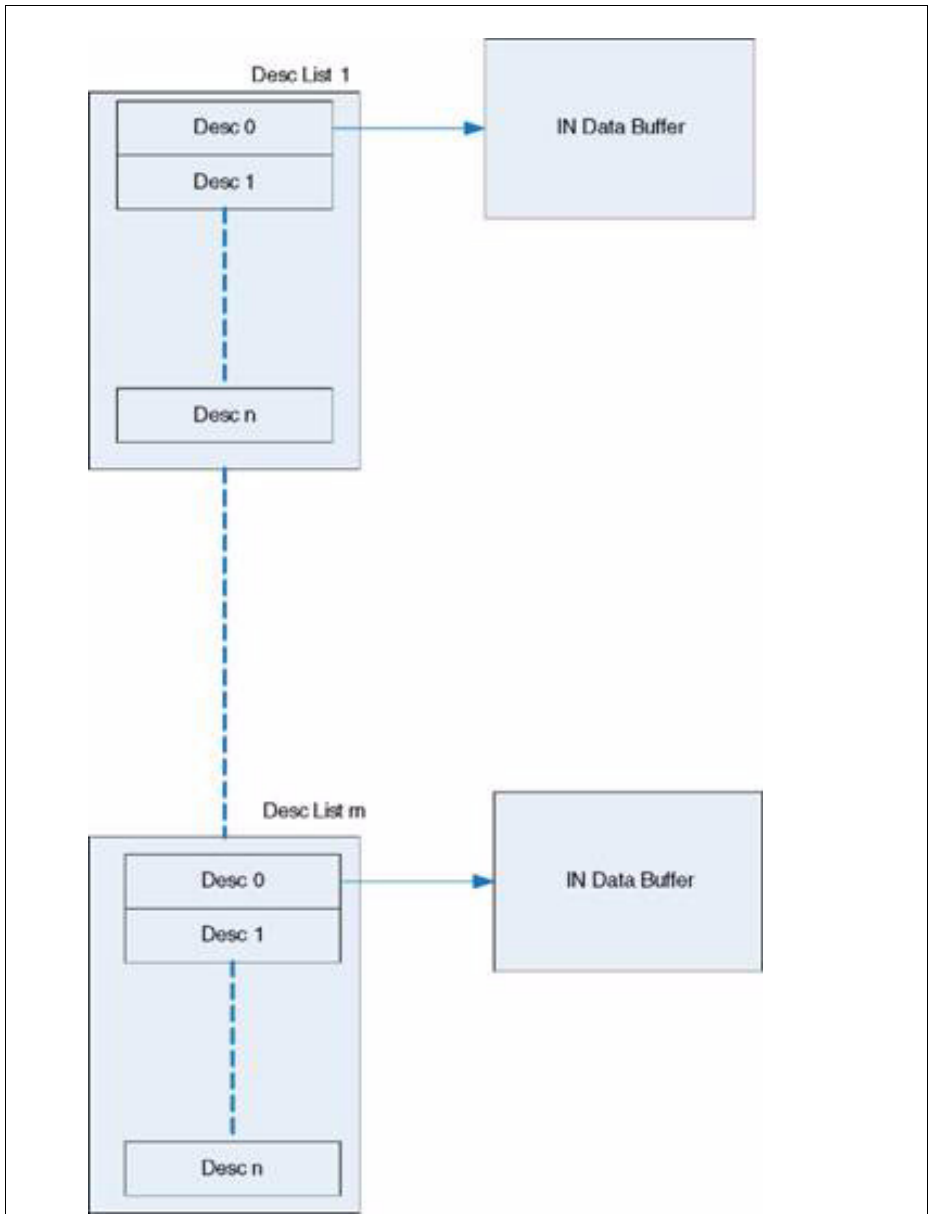 Desc List 1
Desc 0
IN Data Buffer
Desc 1
Desc n
Desc List m
Desc 0
IN Data Buffer
Desc 1
Desc n